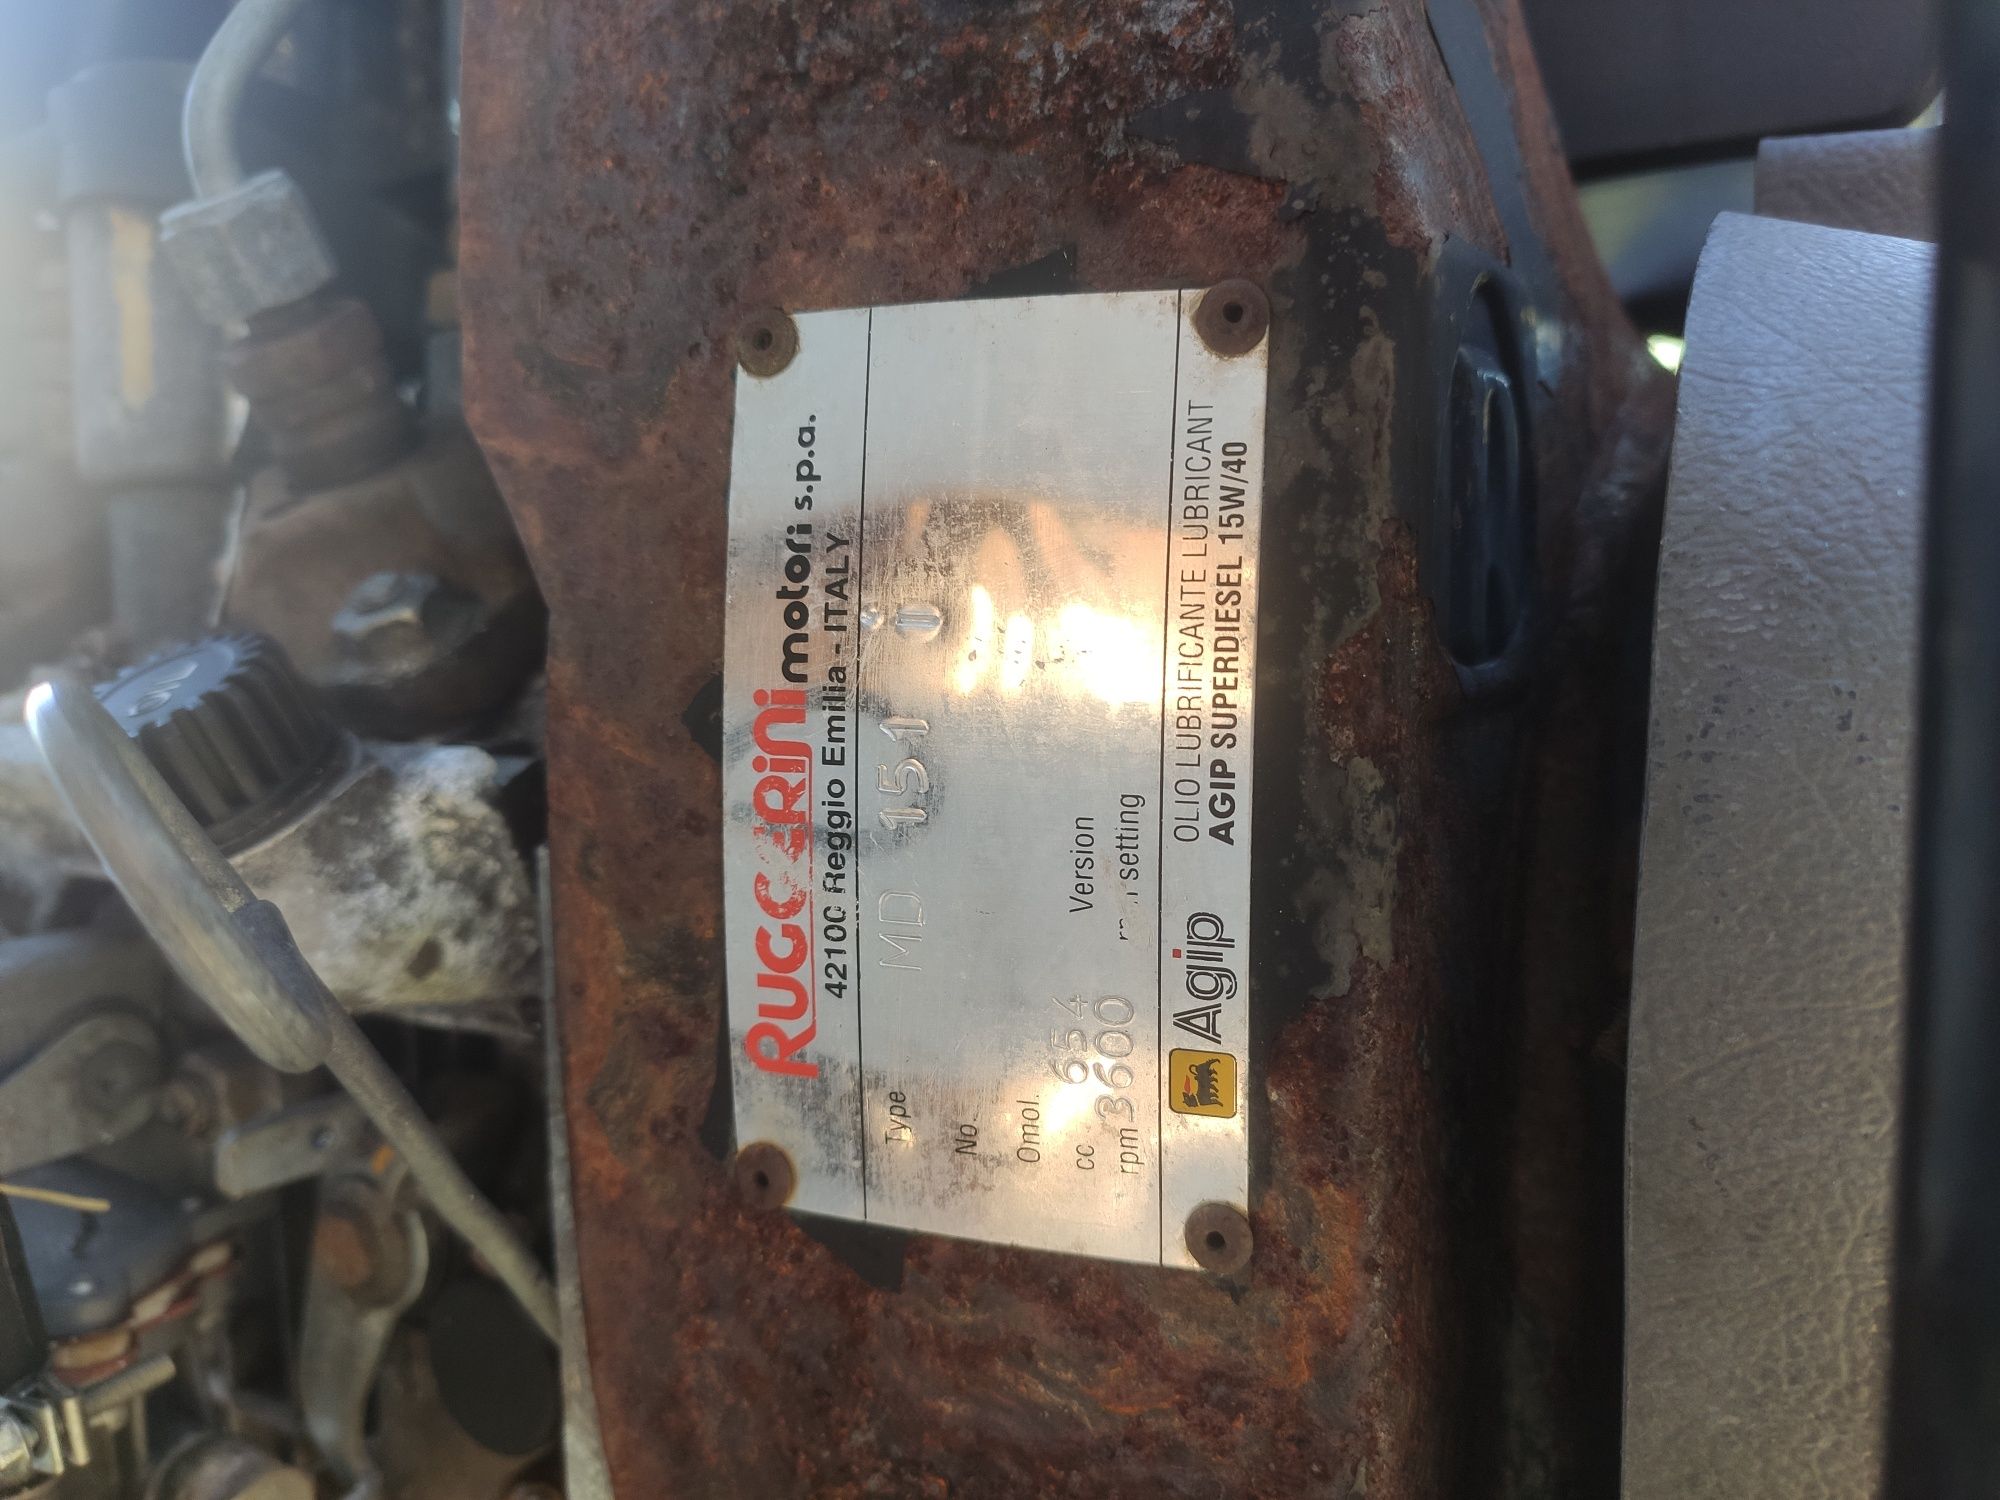 RUGGERINI motori s.p.a.
42100 Reggio Emilia - ITALY
Type MD 151
No.
Omol.
cc 654 Version
rpm 3600 setting
Agip
OLIO LUBRIFICANTE LUBRICANT
AGIP SUPERDIESEL 15W/40
OIL